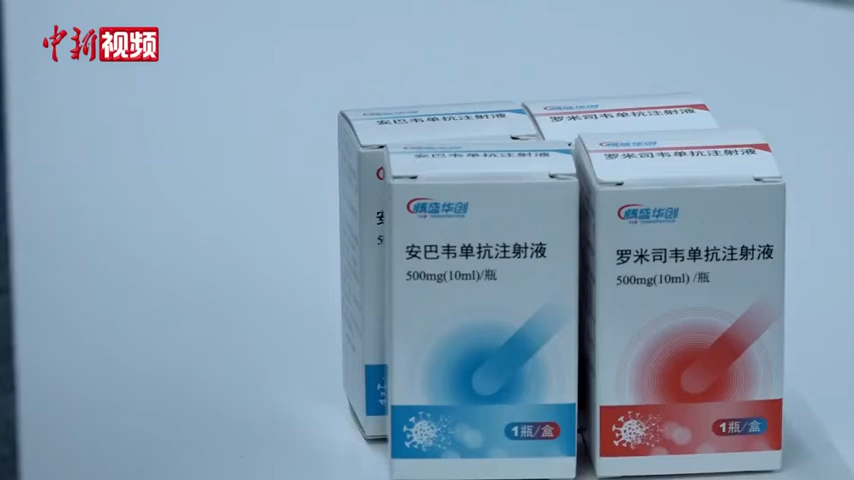 中新视频
安巴韦单抗注射液
罗米司韦单抗注射液
安巴韦单抗注射液
罗米司韦单抗注射液
腾盛华创
安巴韦单抗注射液
500mg(10ml)/瓶
1瓶/盒
腾盛华创
罗米司韦单抗注射液
500mg(10ml) /瓶
1瓶/盒